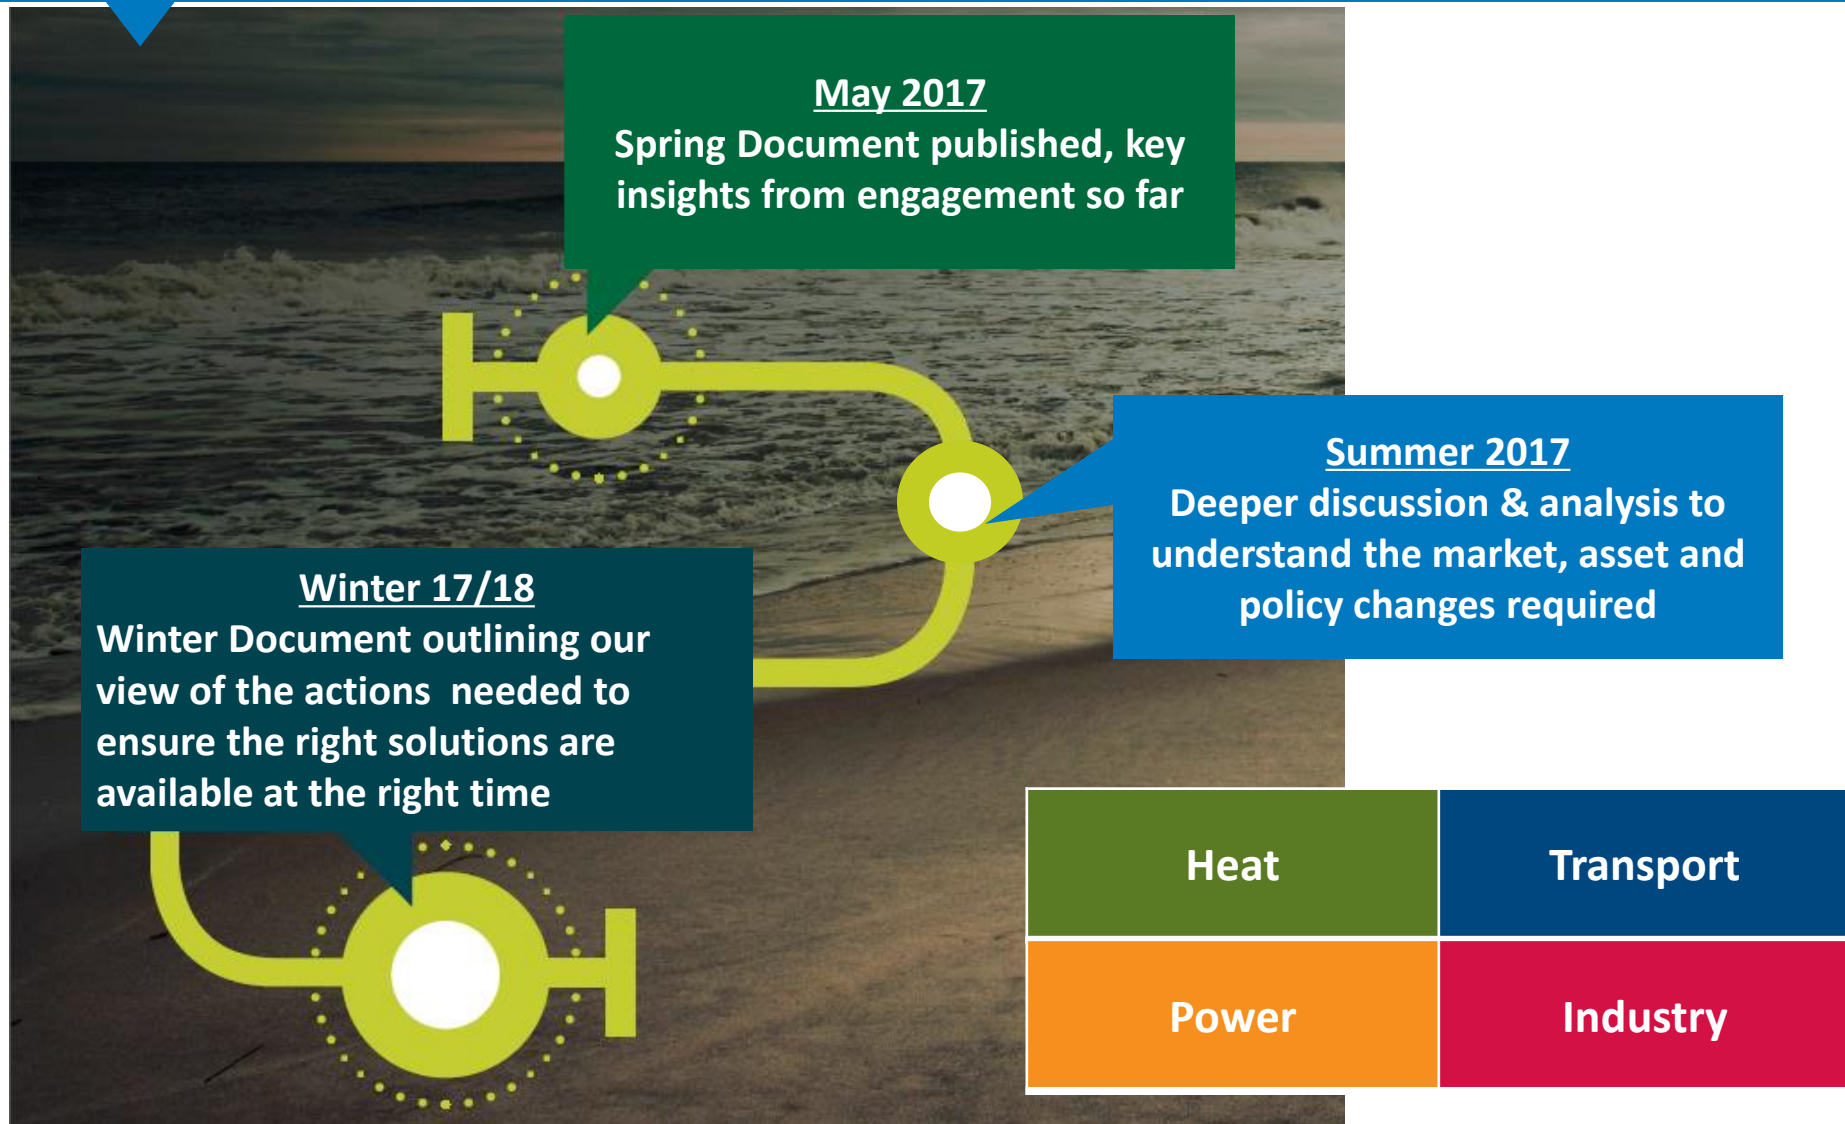 May 2017
Spring Document published, key
insights from engagement so far
Summer 2017
Deeper discussion & analysis to
understand the market, asset and
policy changes required
Winter 17/18
Winter Document outlining our
view of the actions  needed to
ensure the right solutions are
available at the right time
Heat
Transport
Power
Industry